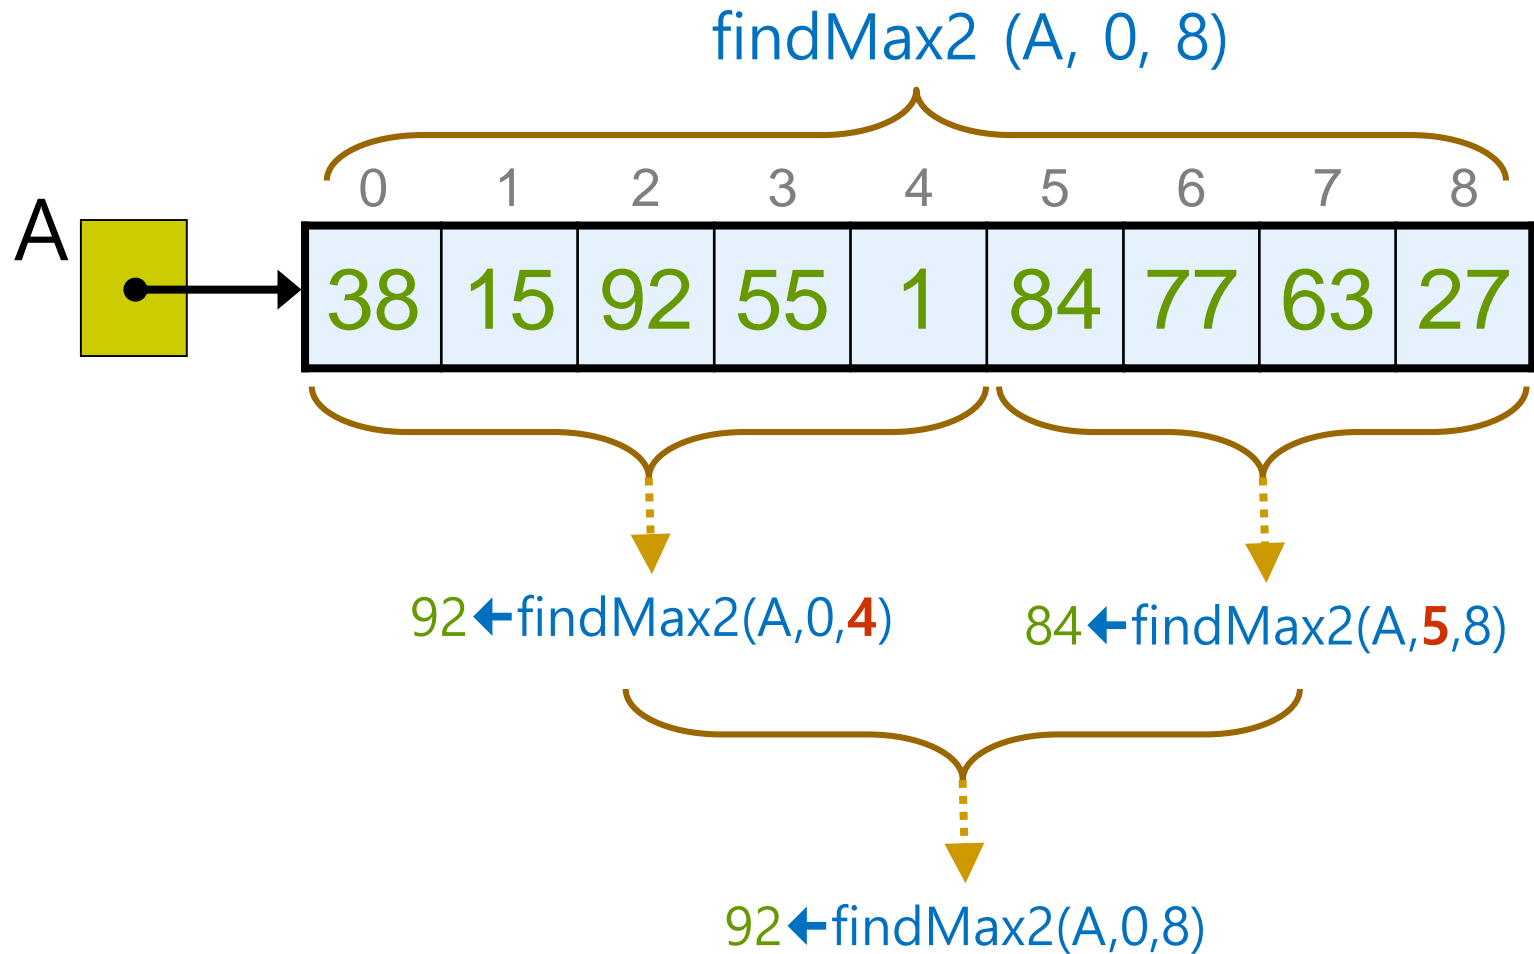 findMax2 (A, 0, 8)
0 1 2 3 4 5 6 7 8
A
38 15 92 55 1 84 77 63 27
92←findMax2(A,0,4)
84←findMax2(A,5,8)
92←findMax2(A,0,8)